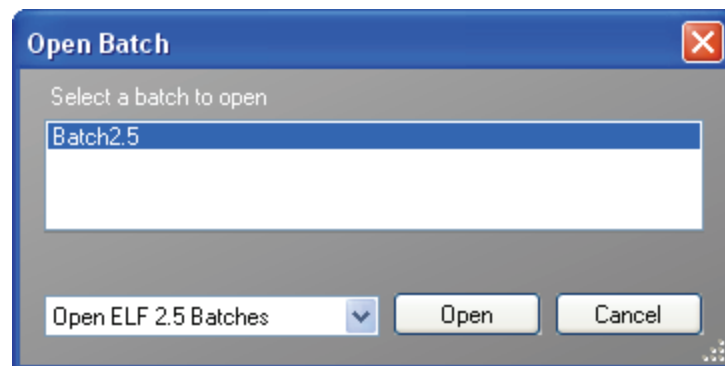 Open Batch
Select a batch to open
Batch2.5
Open ELF 2.5 Batches
Open
Cancel